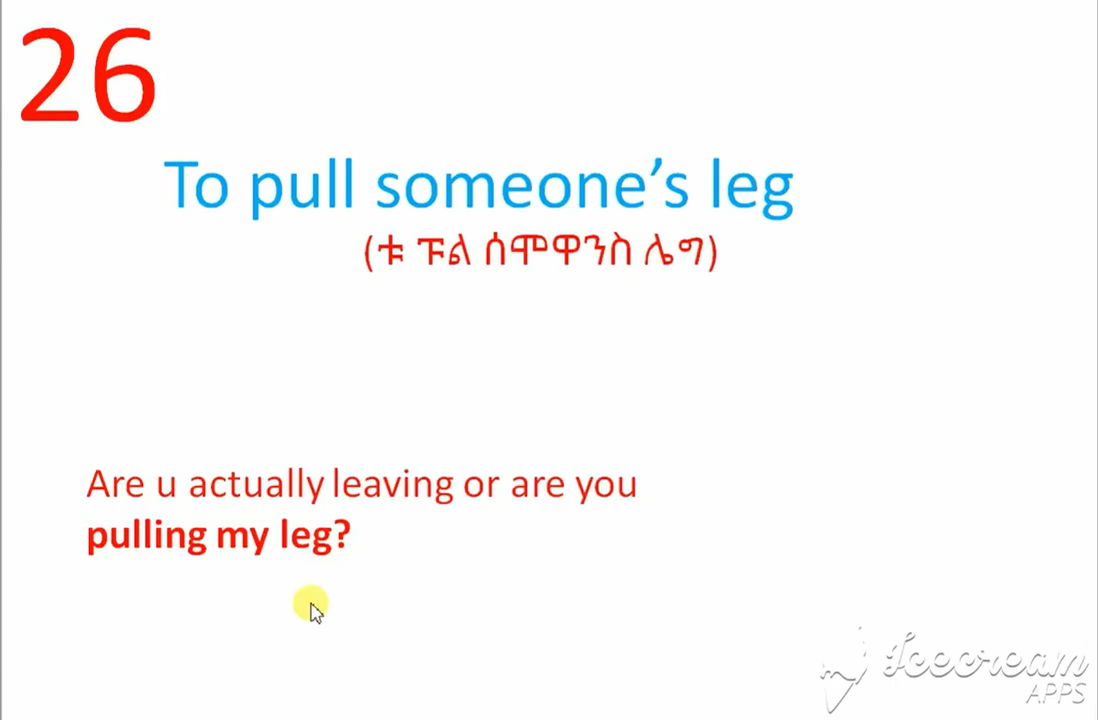 26
To pull someone’s leg
(ቱ ፑል ሰሞዋንስ ሌግ)
Are u actually leaving or are you
pulling my leg?
Icecream
APPS